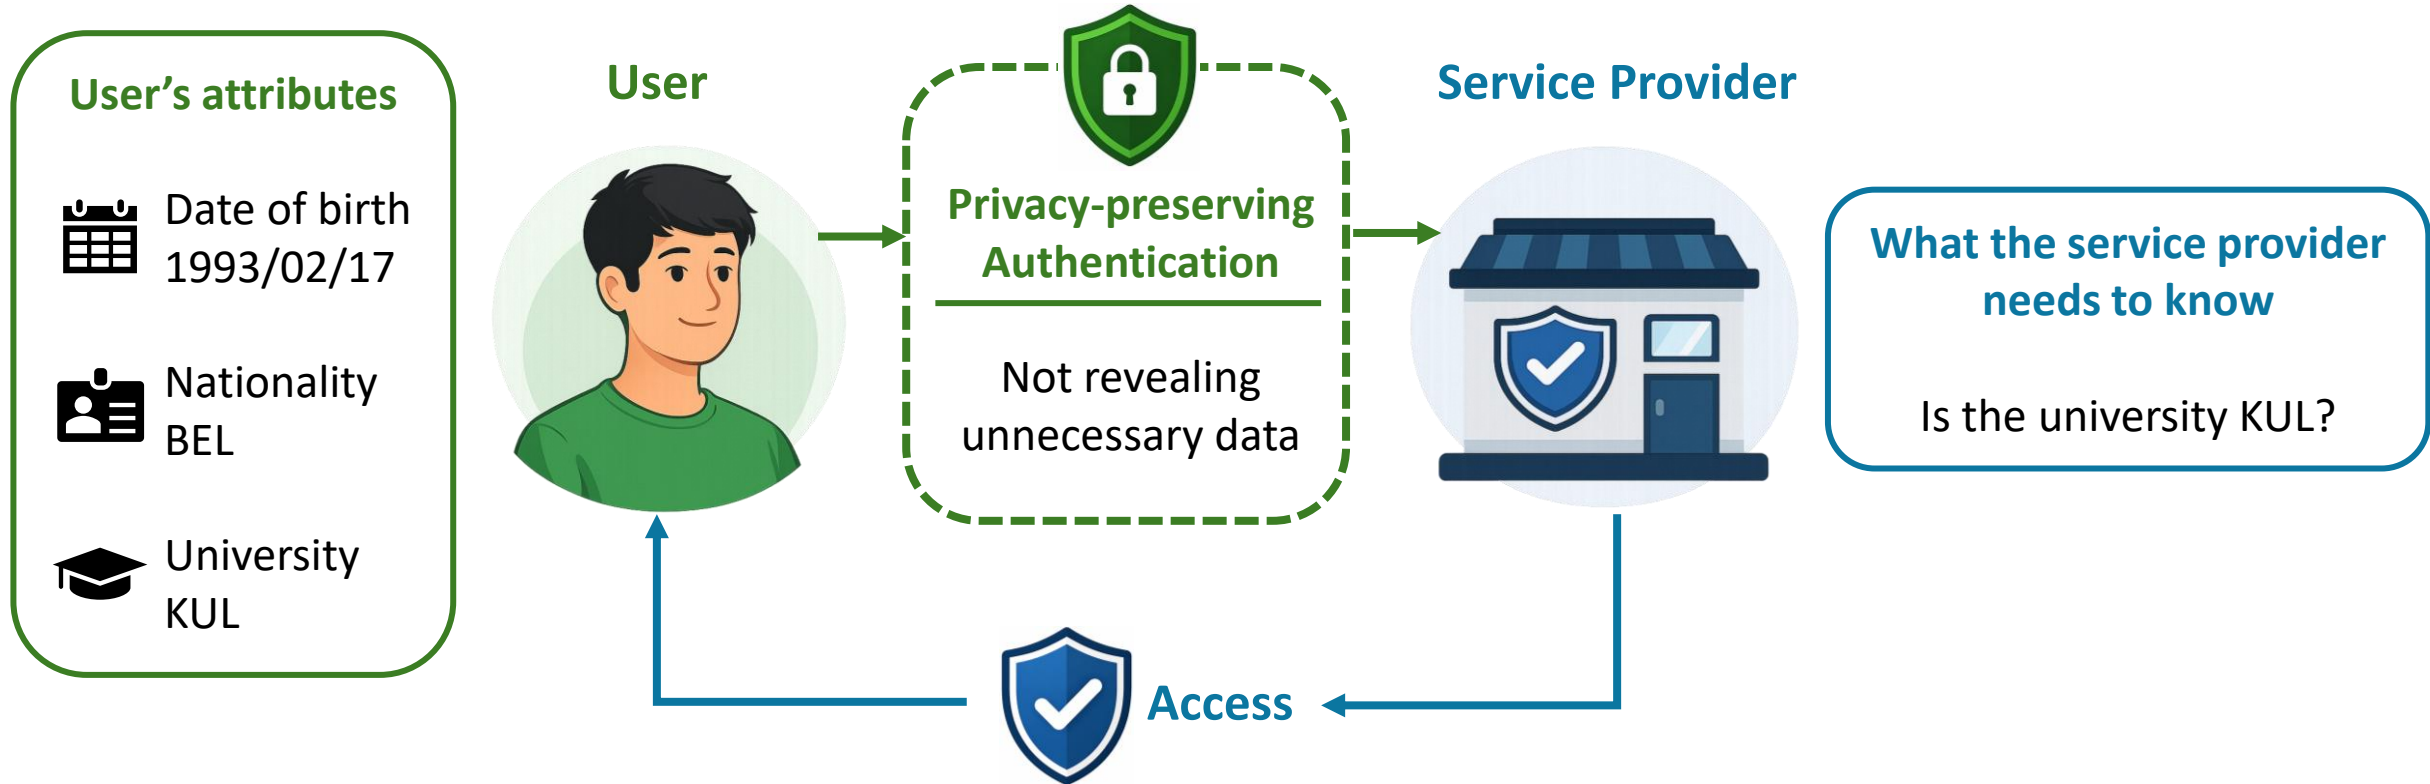 User's attributes
Date of birth
1993/02/17
Nationality
BEL
University
KUL
User
Privacy-preserving
Authentication
Not revealing
unnecessary data
Service Provider
What the service provider
needs to know
Is the university KUL?
Access